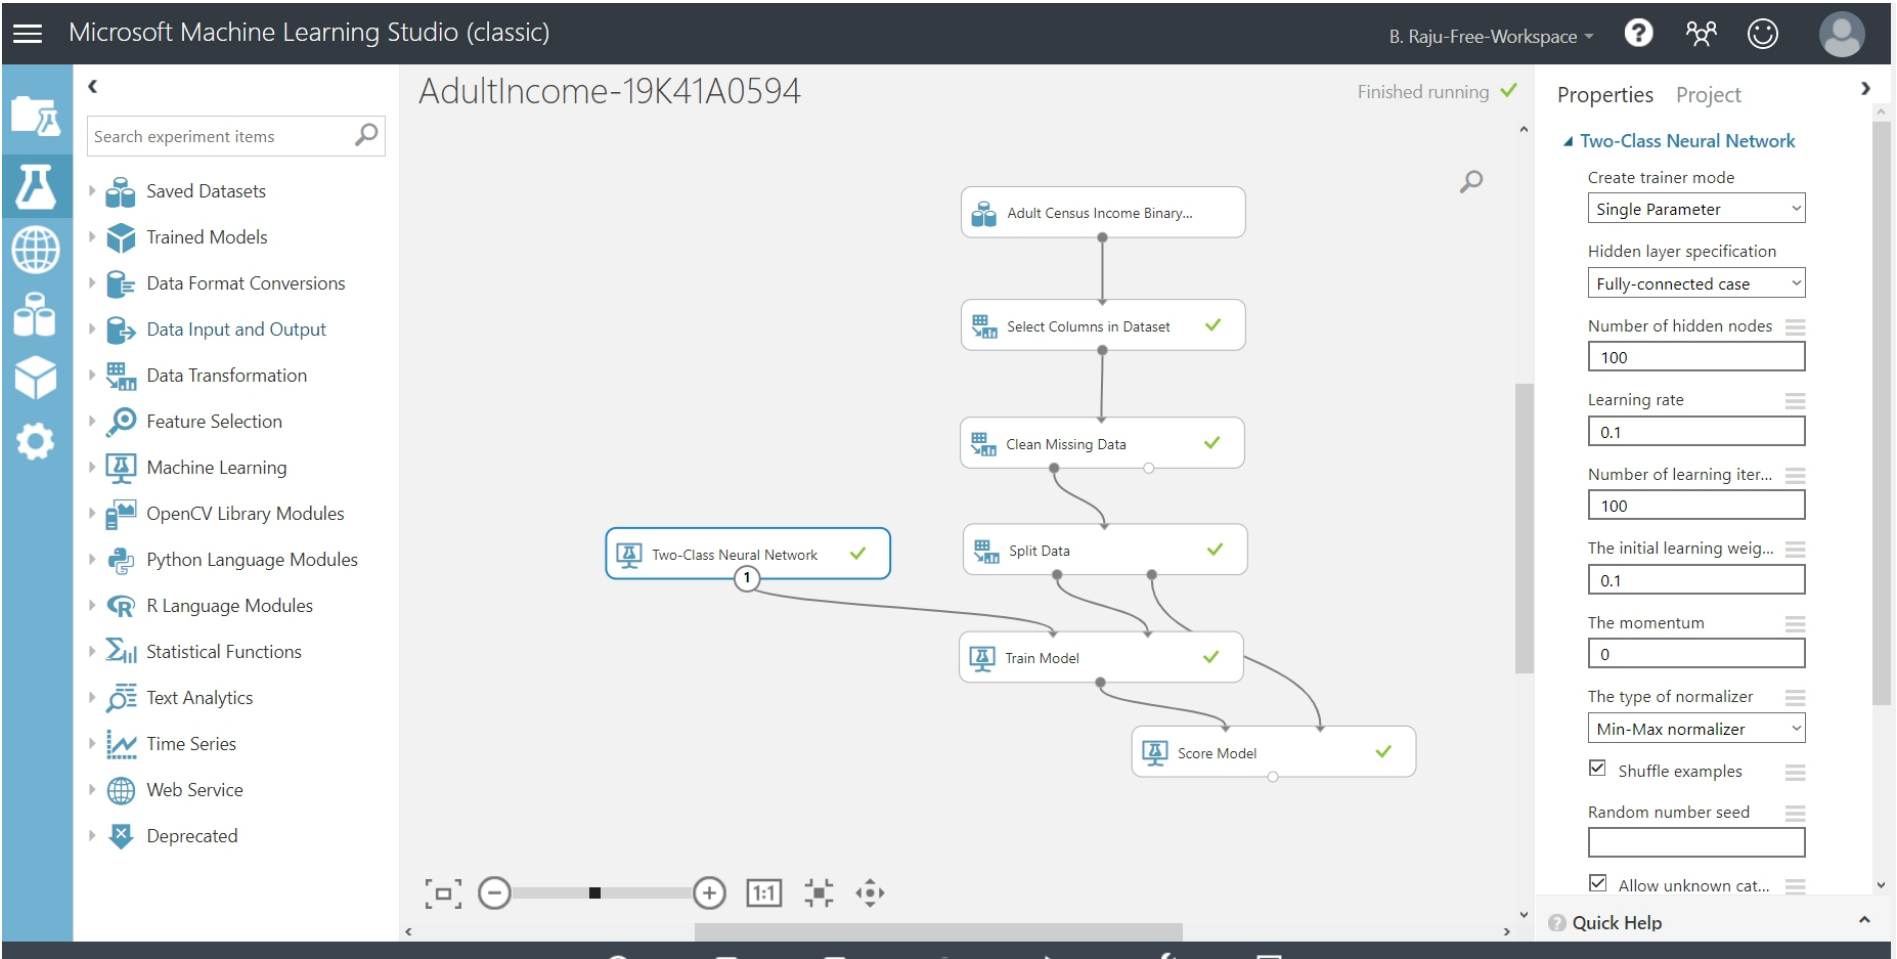 Microsoft Machine Learning Studio (classic)
B. Raju-Free-Workspace
?
AdultIncome-19K41A0594
Finished running
Search experiment items
Saved Datasets
Trained Models
Data Format Conversions
Data Input and Output
Data Transformation
Feature Selection
Machine Learning
OpenCV Library Modules
Python Language Modules
R Language Modules
Statistical Functions
Text Analytics
Time Series
Web Service
Deprecated
Adult Census Income Binary...
Select Columns in Dataset
Clean Missing Data
Two-Class Neural Network
1
Split Data
Train Model
Score Model
1:1
Properties Project
Two-Class Neural Network
Create trainer mode
Single Parameter
Hidden layer specification
Fully-connected case
Number of hidden nodes
100
Learning rate
0.1
Number of learning iter...
100
The initial learning weig...
0.1
The momentum
0
The type of normalizer
Min-Max normalizer
Shuffle examples
Random number seed
Allow unknown cat...
? Quick Help